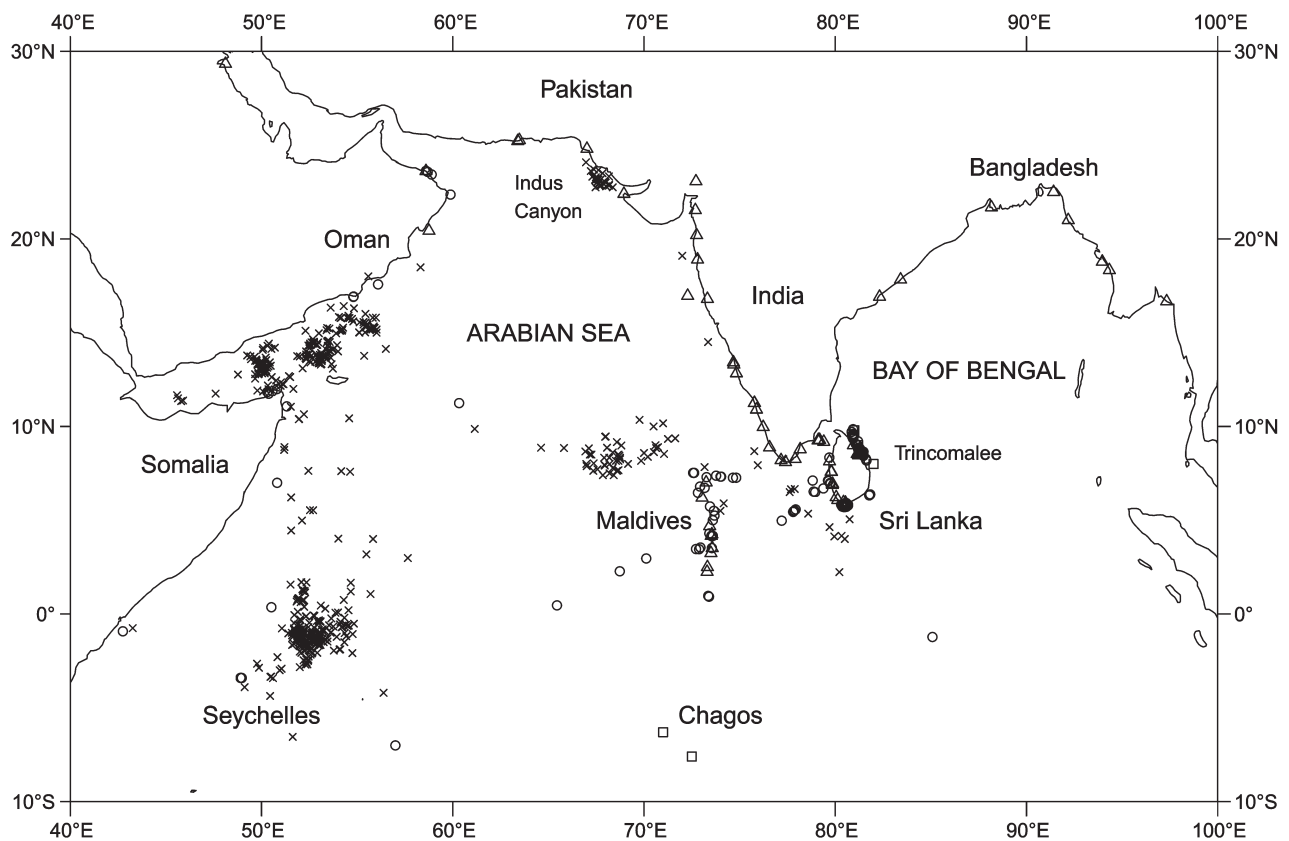 40°E 50°E 60°E 70°E 80°E 90°E 100°E
30°N 30°N
Pakistan
Bangladesh
Indus
Canyon
Oman
20°N 20°N
India
ARABIAN SEA
BAY OF BENGAL
10°N 10°N
Somalia
Trincomalee
Maldives
Sri Lanka
0° 0°
Seychelles
Chagos
10°S 10°S
40°E 50°E 60°E 70°E 80°E 90°E 100°E